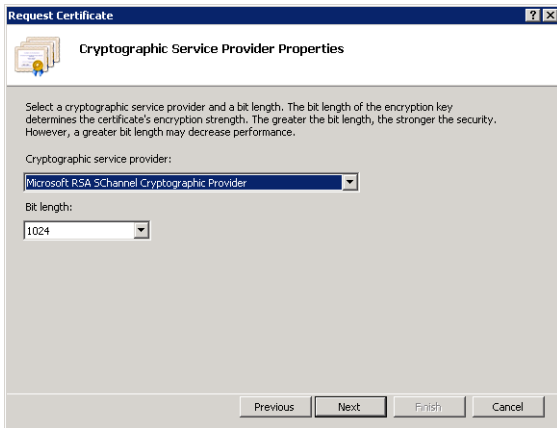 Request Certificate
Cryptographic Service Provider Properties
Select a cryptographic service provider and a bit length. The bit length of the encryption key
determines the certificate's encryption strength. The greater the bit length, the stronger the security.
However, a greater bit length may decrease performance.
Cryptographic service provider:
Microsoft RSA SChannel Cryptographic Provider
Bit length:
1024
Previous Next Finish Cancel